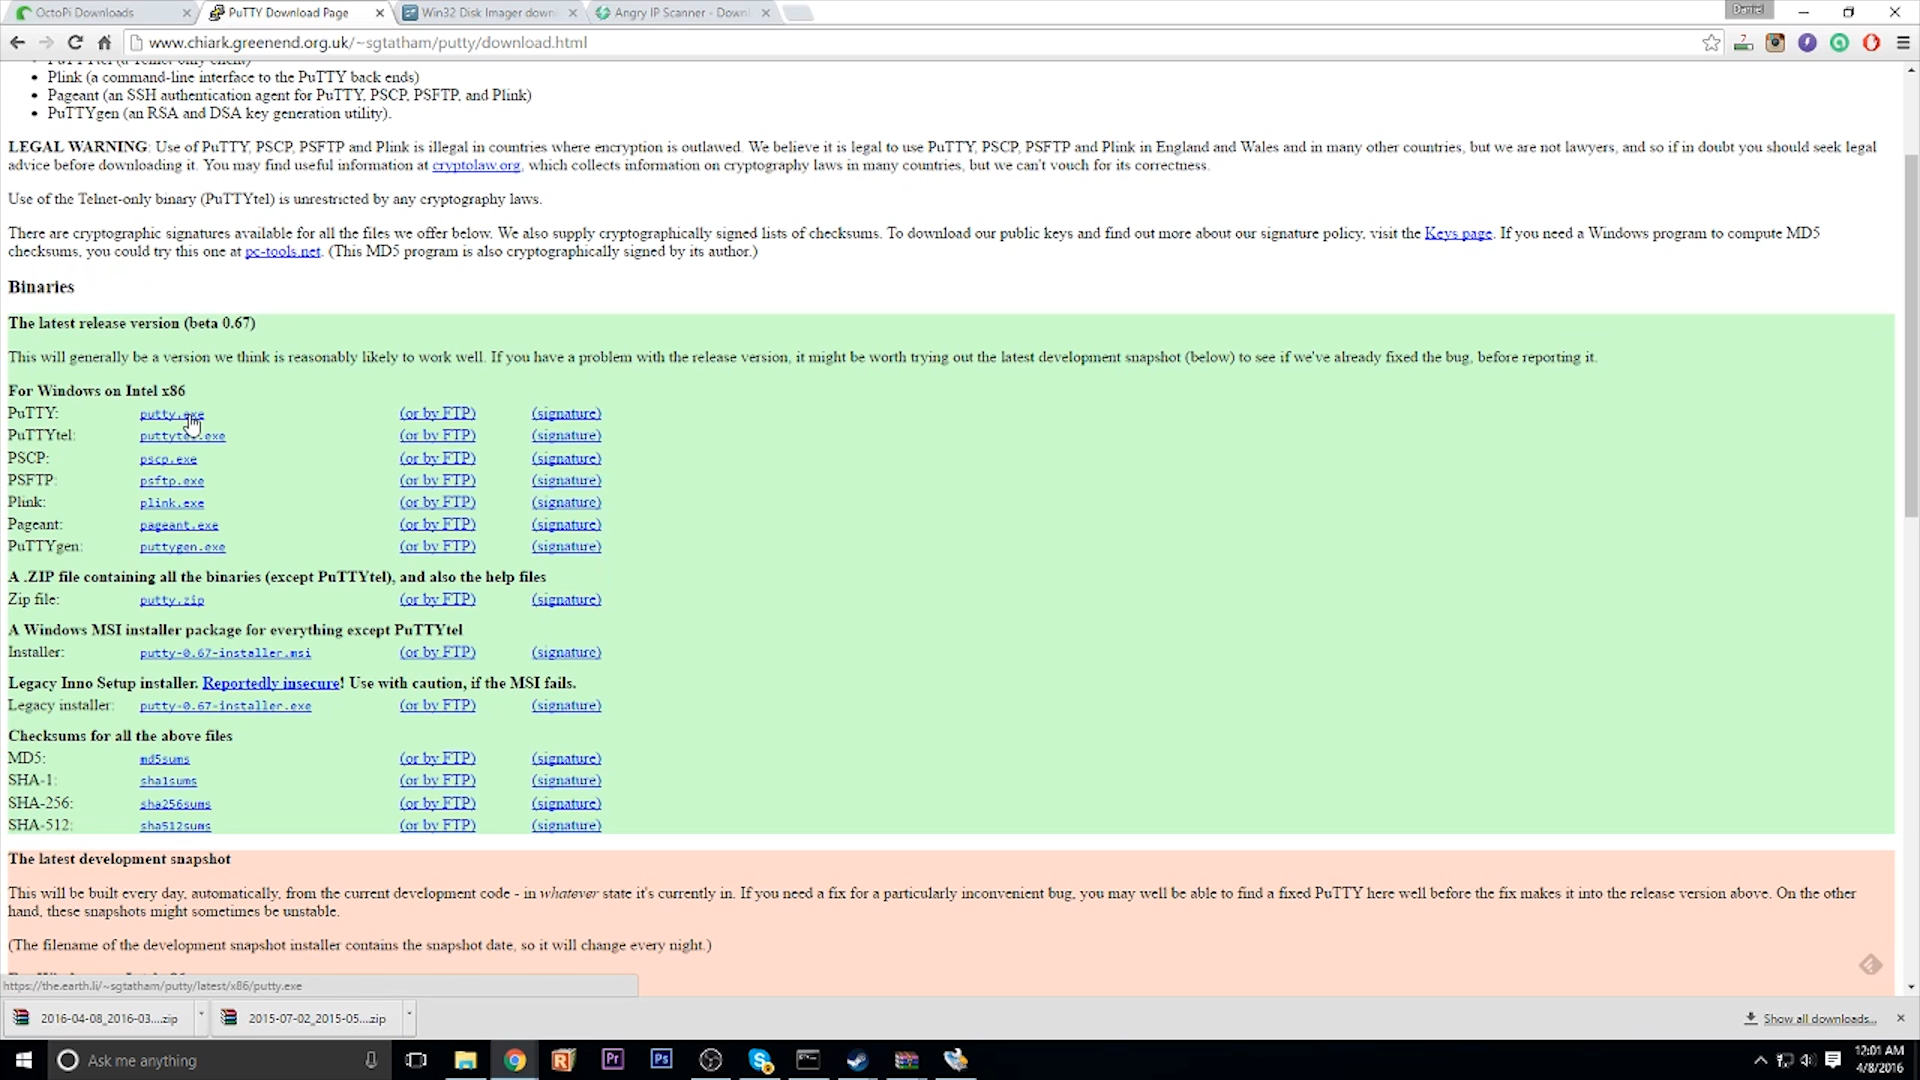 OctoPi Downloads
PuTTY Download Page
Win32 Disk Imager down
Angry IP Scanner - Downl
Daniel
www.chiark.greenend.org.uk/~sgtatham/putty/download.html
7
Plink (a command-line interface to the PuTTY back ends)
Pageant (an SSH authentication agent for PuTTY, PSCP, PSFTP, and Plink)
PuTTYgen (an RSA and DSA key generation utility).
LEGAL WARNING: Use of PuTTY, PSCP, PSFTP and Plink is illegal in countries where encryption is outlawed. We believe it is legal to use PuTTY, PSCP, PSFTP and Plink in England and Wales and in many other countries, but we are not lawyers, and so if in doubt you should seek legal
advice before downloading it. You may find useful information at cryptolaw.org, which collects information on cryptography laws in many countries, but we can't vouch for its correctness.
Use of the Telnet-only binary (PuTTYtel) is unrestricted by any cryptography laws.
There are cryptographic signatures available for all the files we offer below. We also supply cryptographically signed lists of checksums. To download our public keys and find out more about our signature policy, visit the Keys page. If you need a Windows program to compute MD5
checksums, you could try this one at pc-tools.net. (This MD5 program is also cryptographically signed by its author.)
Binaries
The latest release version (beta 0.67)
This will generally be a version we think is reasonably likely to work well. If you have a problem with the release version, it might be worth trying out the latest development snapshot (below) to see if we've already fixed the bug, before reporting it.
For Windows on Intel x86
PuTTY: putty.exe (or by FTP) (signature)
PuTTYtel: puttytel.exe (or by FTP) (signature)
PSCP: pscp.exe (or by FTP) (signature)
PSFTP: psftp.exe (or by FTP) (signature)
Plink: plink.exe (or by FTP) (signature)
Pageant: pageant.exe (or by FTP) (signature)
PuTTYgen: puttygen.exe (or by FTP) (signature)
A .ZIP file containing all the binaries (except PuTTYtel), and also the help files
Zip file: putty.zip (or by FTP) (signature)
A Windows MSI installer package for everything except PuTTYtel
Installer: putty-0.67-installer.msi (or by FTP) (signature)
Legacy Inno Setup installer. Reportedly insecure! Use with caution, if the MSI fails.
Legacy installer: putty-0.67-installer.exe (or by FTP) (signature)
Checksums for all the above files
MD5: md5sums (or by FTP) (signature)
SHA-1: sha1sums (or by FTP) (signature)
SHA-256: sha256sums (or by FTP) (signature)
SHA-512: sha512sums (or by FTP) (signature)
The latest development snapshot
This will be built every day, automatically, from the current development code - in whatever state it's currently in. If you need a fix for a particularly inconvenient bug, you may well be able to find a fixed PuTTY here well before the fix makes it into the release version above. On the other
hand, these snapshots might sometimes be unstable.
(The filename of the development snapshot installer contains the snapshot date, so it will change every night.)
https://the.earth.li/~sgtatham/putty/latest/x86/putty.exe
2016-04-08_2016-03....zip
2015-07-02_2015-05....zip
Show all downloads...
Ask me anything
Pr
Ps
12:01 AM
4/8/2016